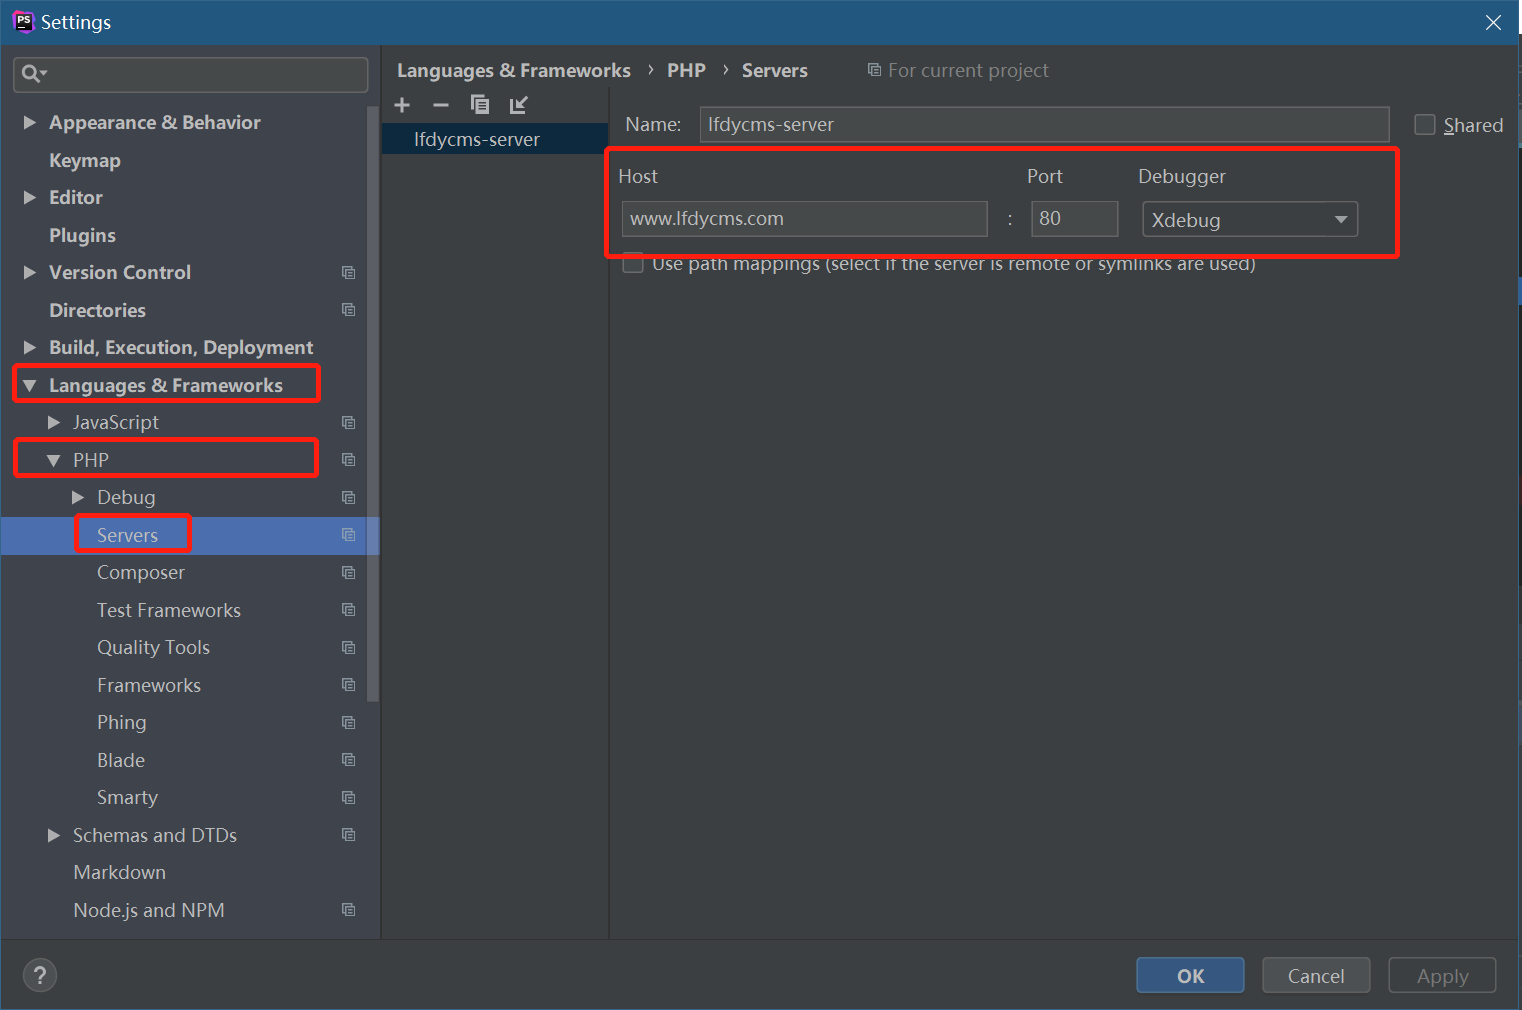 PS Settings
Languages & Frameworks › PHP › Servers For current project
Appearance & Behavior
Keymap
Editor
Plugins
Version Control
Directories
Build, Execution, Deployment
Languages & Frameworks
JavaScript
PHP
Debug
Servers
Composer
Test Frameworks
Quality Tools
Frameworks
Phing
Blade
Smarty
Schemas and DTDs
Markdown
Node.js and NPM
lfdycms-server
Name: lfdycms-server Shared
Host Port Debugger
www.lfdycms.com : 80 Xdebug
Use path mappings (select if the server is remote or symlinks are used)
? OK Cancel Apply